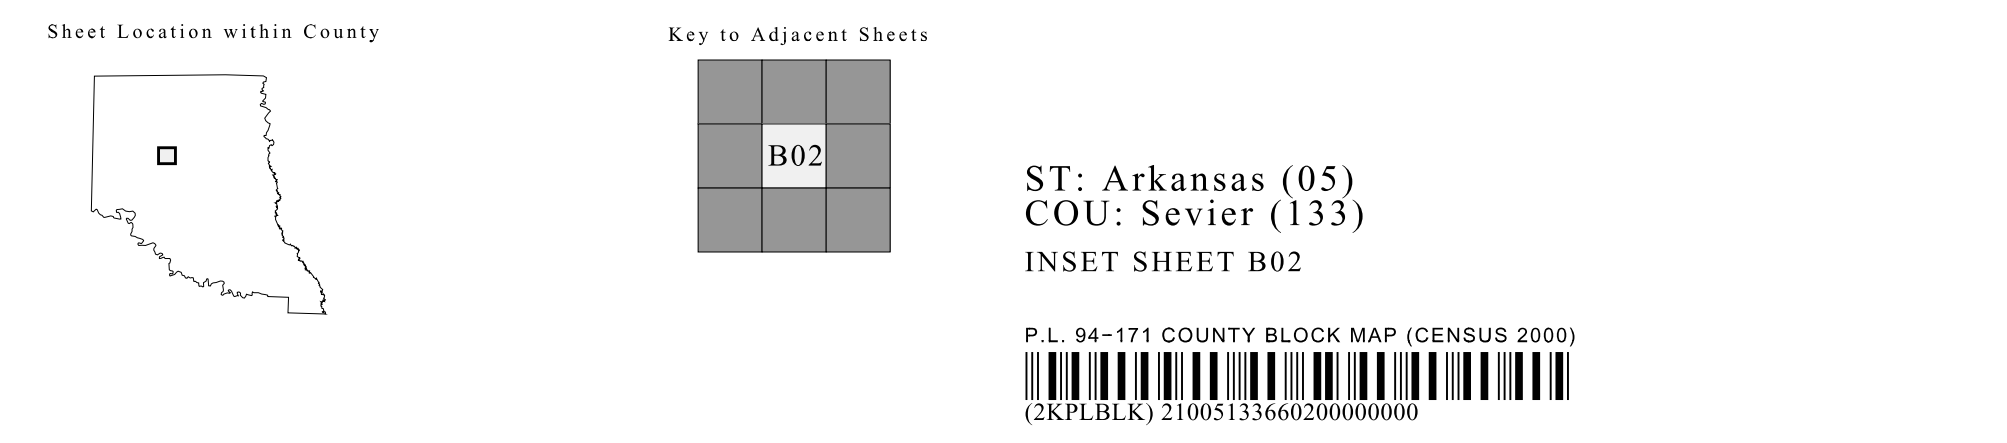 Sheet Location within County
Key to Adjacent Sheets
B02
ST: Arkansas (05)
COU: Sevier (133)
INSET SHEET B02
P.L. 94−171 COUNTY BLOCK MAP (CENSUS 2000)
(2KPLBLK) 21005133660200000000